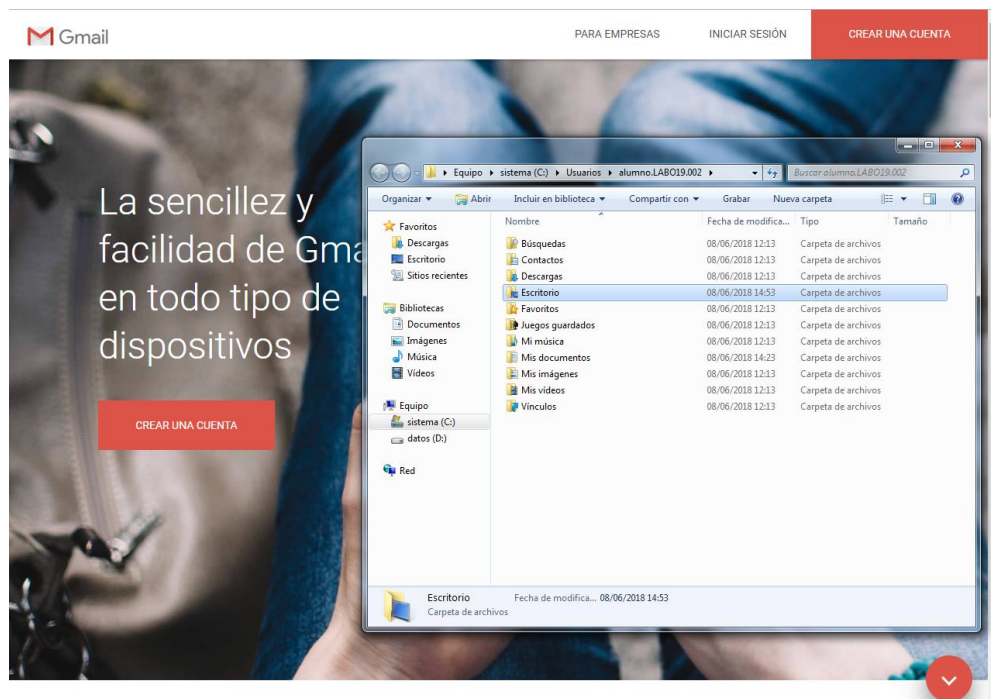 Gmail
PARA EMPRESAS INICIAR SESIÓN CREAR UNA CUENTA
La sencillez y
facilidad de Gma
en todo tipo de
dispositivos
CREAR UNA CUENTA
Equipo sistema (C:) Usuarios alumno.LABO19.002
Buscar alumno.LABO19.002
Organizar Abrir Incluir en biblioteca Compartir con Grabar Nueva carpeta
Favoritos
Descargas
Escritorio
Sitios recientes
Bibliotecas
Documentos
Imágenes
Música
Vídeos
Equipo
sistema (C:)
datos (D:)
Red
Nombre Fecha de modifica... Tipo Tamaño
Búsquedas 08/06/2018 12:13 Carpeta de archivos
Contactos 08/06/2018 12:13 Carpeta de archivos
Descargas 08/06/2018 12:13 Carpeta de archivos
Escritorio 08/06/2018 14:53 Carpeta de archivos
Favoritos 08/06/2018 12:13 Carpeta de archivos
Juegos guardados 08/06/2018 12:13 Carpeta de archivos
Mi música 08/06/2018 12:13 Carpeta de archivos
Mis documentos 08/06/2018 14:23 Carpeta de archivos
Mis imágenes 08/06/2018 12:13 Carpeta de archivos
Mis vídeos 08/06/2018 12:13 Carpeta de archivos
Vínculos 08/06/2018 12:13 Carpeta de archivos
Escritorio Fecha de modifica... 08/06/2018 14:53
Carpeta de archivos